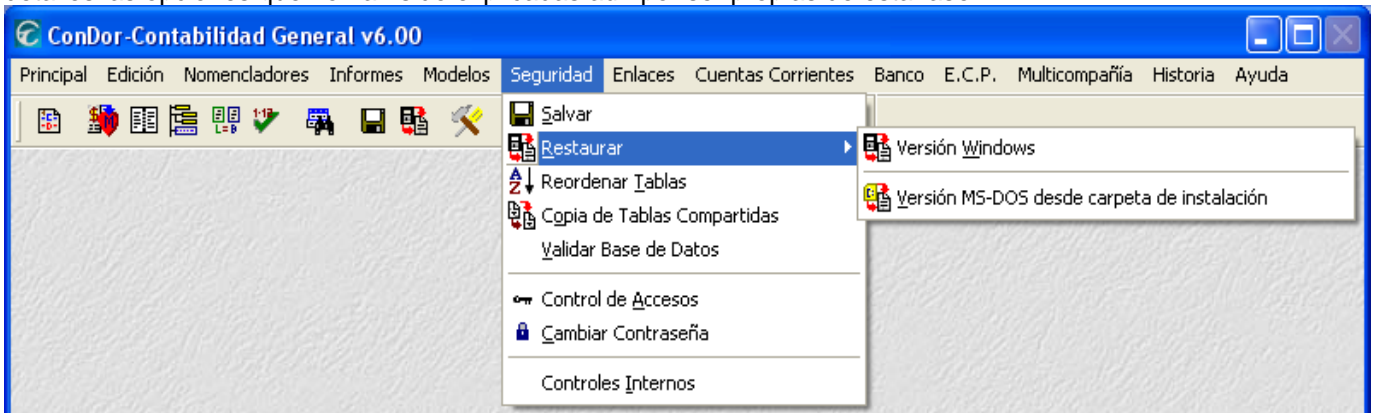 ConDor-Contabilidad General v6.00
Principal Edición Nomencladores Informes Modelos Seguridad Enlaces Cuentas Corrientes Banco E.C.P. Multicompañía Historia Ayuda
Salvar
Restaurar
Versión Windows
Reordenar Tablas
Versión MS-DOS desde carpeta de instalación
Copia de Tablas Compartidas
Validar Base de Datos
Control de Accesos
Cambiar Contraseña
Controles Internos